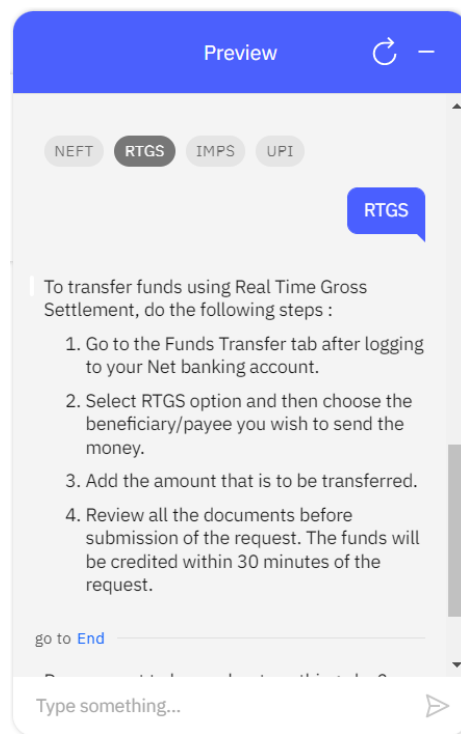 Preview
NEFT RTGS IMPS UPI
RTGS
To transfer funds using Real Time Gross
Settlement, do the following steps :
1. Go to the Funds Transfer tab after logging
to your Net banking account.
2. Select RTGS option and then choose the
beneficiary/payee you wish to send the
money.
3. Add the amount that is to be transferred.
4. Review all the documents before
submission of the request. The funds will
be credited within 30 minutes of the
request.
go to End
Type something...